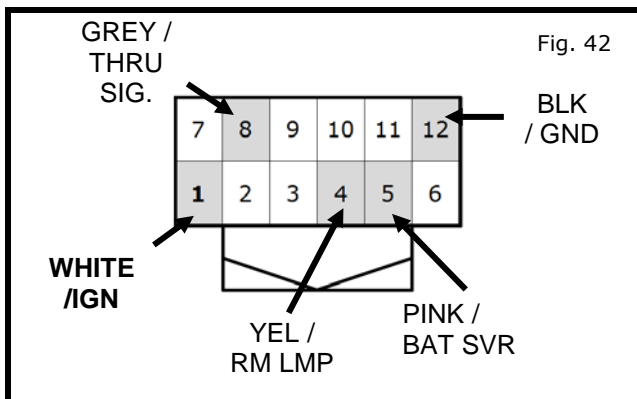 GREY /
THRU
SIG.
Fig. 42
BLK
/ GND
7 8 9 10 11 12
1 2 3 4 5 6
WHITE
/IGN
YEL /
RM LMP
PINK /
BAT SVR